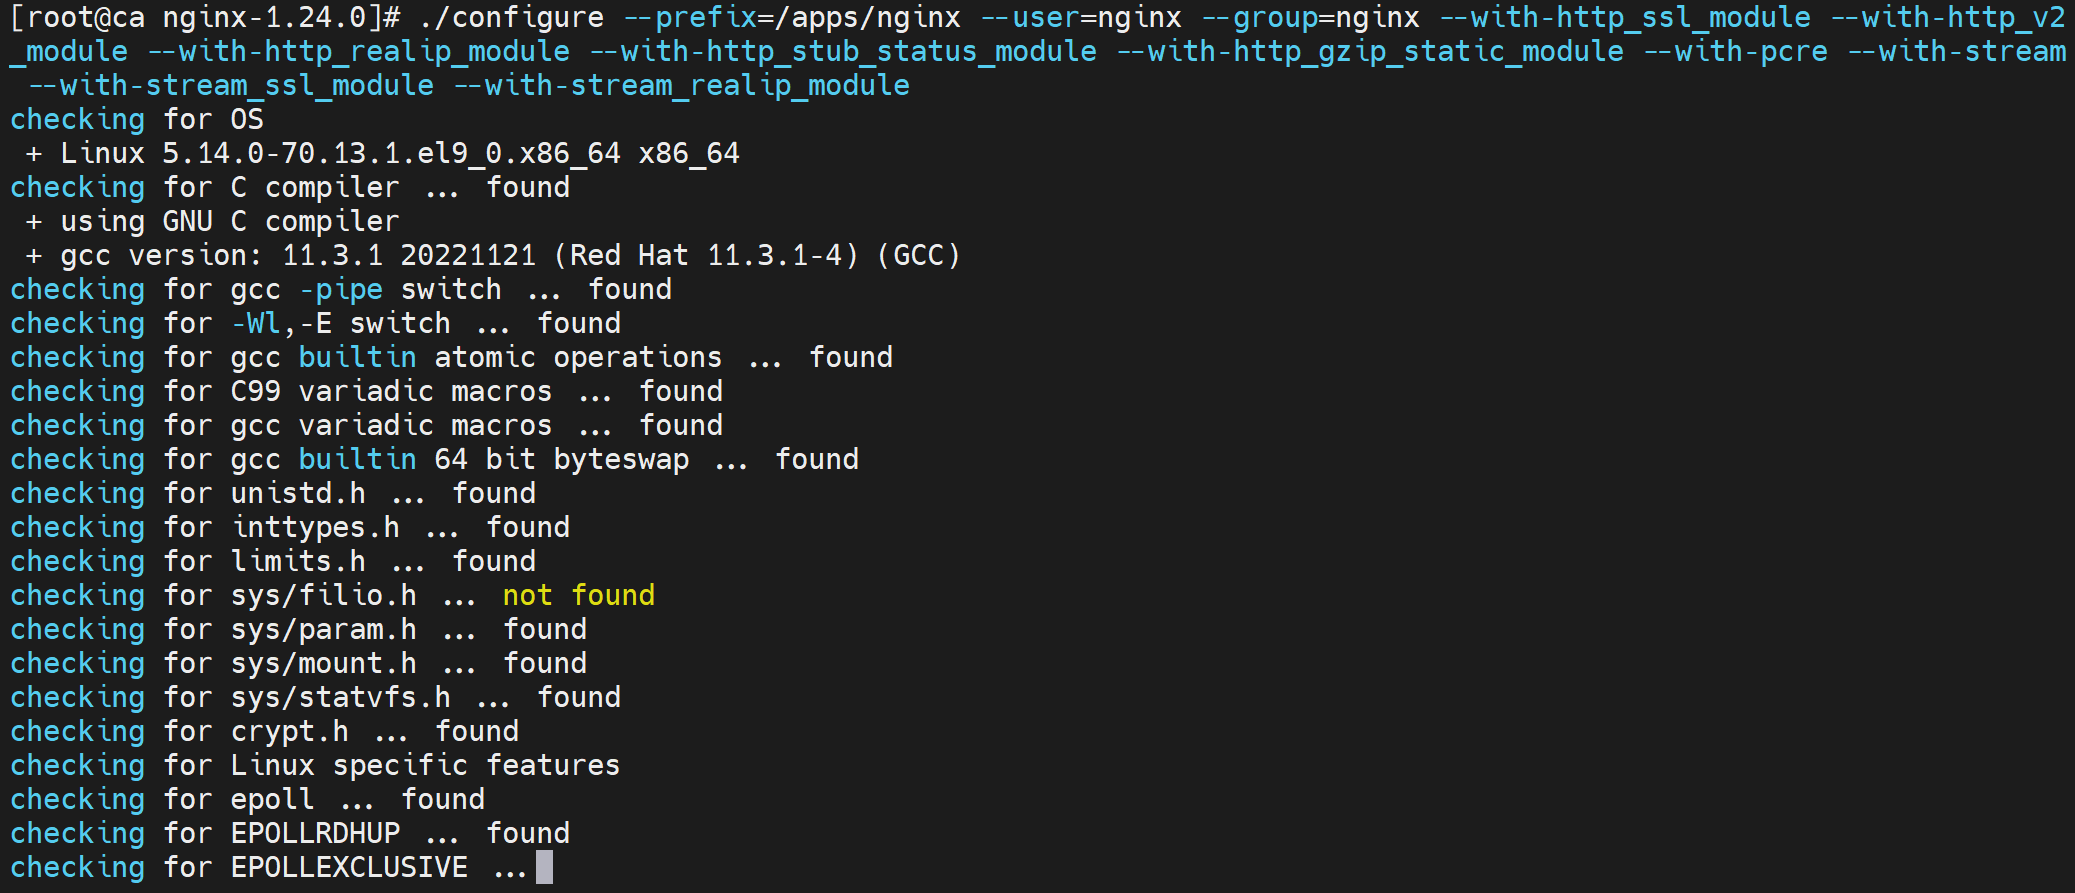 [root@ca nginx-1.24.0]# ./configure --prefix=/apps/nginx --user=nginx --group=nginx --with-http_ssl_module --with-http_v2
_module --with-http_realip_module --with-http_stub_status_module --with-http_gzip_static_module --with-pcre --with-stream
 --with-stream_ssl_module --with-stream_realip_module
checking for OS
 + Linux 5.14.0-70.13.1.el9_0.x86_64 x86_64
checking for C compiler ... found
 + using GNU C compiler
 + gcc version: 11.3.1 20221121 (Red Hat 11.3.1-4) (GCC)
checking for gcc -pipe switch ... found
checking for -Wl,-E switch ... found
checking for gcc builtin atomic operations ... found
checking for C99 variadic macros ... found
checking for gcc variadic macros ... found
checking for gcc builtin 64 bit byteswap ... found
checking for unistd.h ... found
checking for inttypes.h ... found
checking for limits.h ... found
checking for sys/filio.h ... not found
checking for sys/param.h ... found
checking for sys/mount.h ... found
checking for sys/statvfs.h ... found
checking for crypt.h ... found
checking for Linux specific features
checking for epoll ... found
checking for EPOLLRDHUP ... found
checking for EPOLLEXCLUSIVE ...